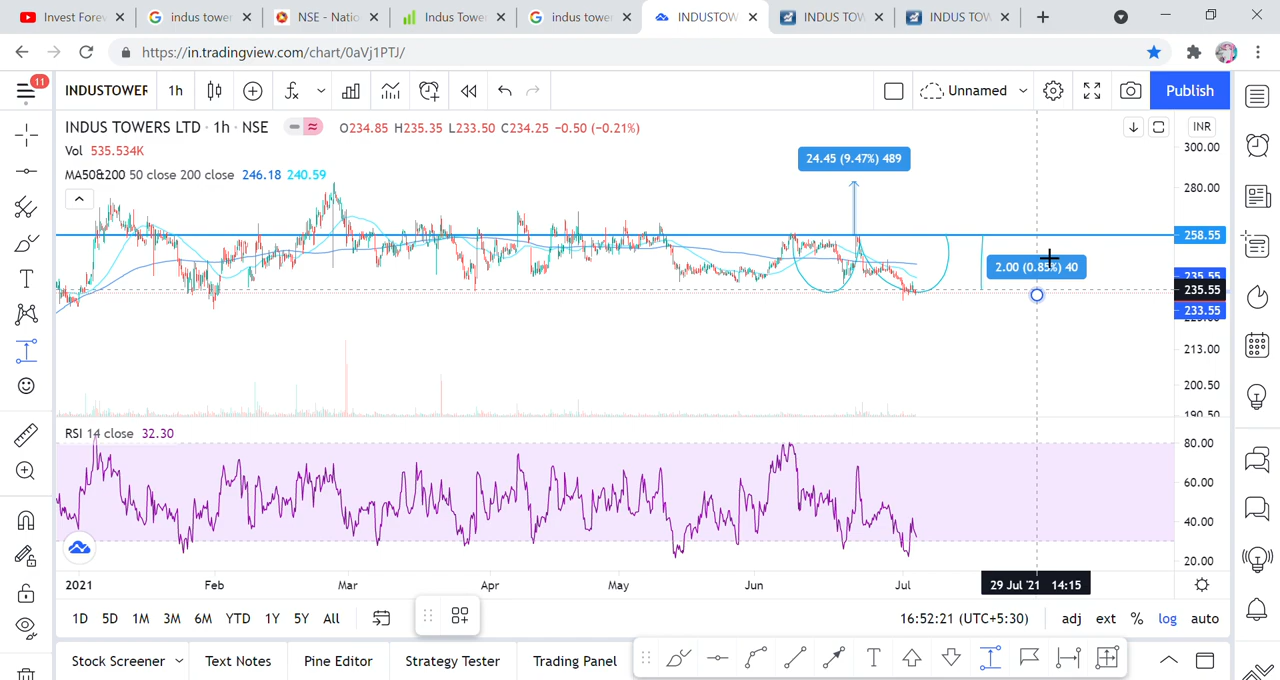 Invest Forev
indus tower
NSE - Natio
Indus Tower
indus tower
INDUSTOW
INDUS TOW
INDUS TOW
https://in.tradingview.com/chart/0aVj1PTJ/
11
INDUSTOWER
1h
Unnamed
Publish
INDUS TOWERS LTD · 1h · NSE
O234.85 H235.35 L233.50 C234.25 −0.50 (−0.21%)
INR
Vol 535.534K
MA50&200 50 close 200 close 246.18 240.59
24.45 (9.47%) 489
2.00 (0.85%) 40
300.00
280.00
258.55
235.55
235.55
233.55
213.00
200.50
190.50
RSI 14 close 32.30
80.00
60.00
40.00
20.00
2021
Feb
Mar
Apr
May
Jun
Jul
29 Jul '21 14:15
1D 5D 1M 3M 6M YTD 1Y 5Y All
16:52:21 (UTC+5:30)
adj ext % log auto
Stock Screener
Text Notes
Pine Editor
Strategy Tester
Trading Panel